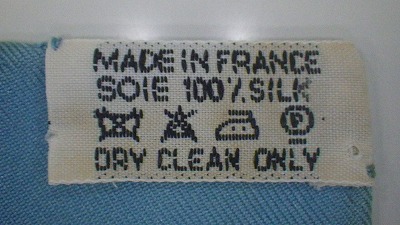 MADE IN FRANCE
SOIE 100% SILK
P
DRY CLEAN ONLY